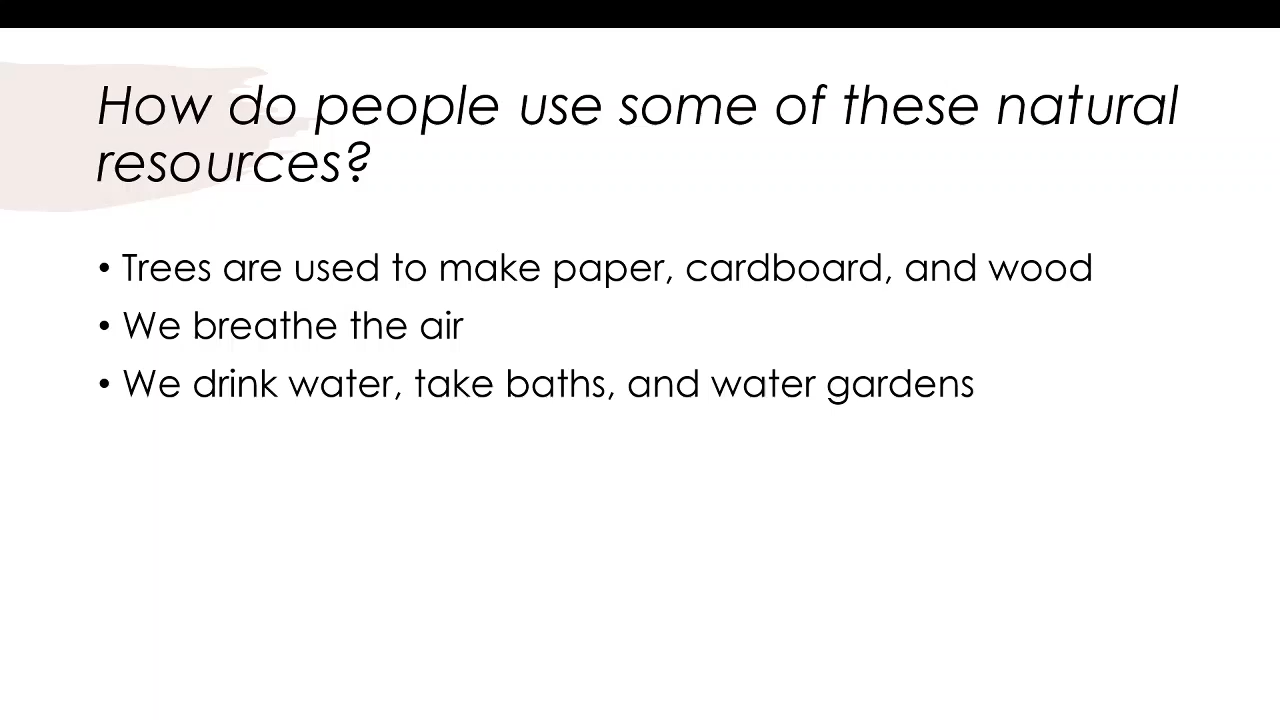 How do people use some of these natural
resources?
• Trees are used to make paper, cardboard, and wood
• We breathe the air
• We drink water, take baths, and water gardens